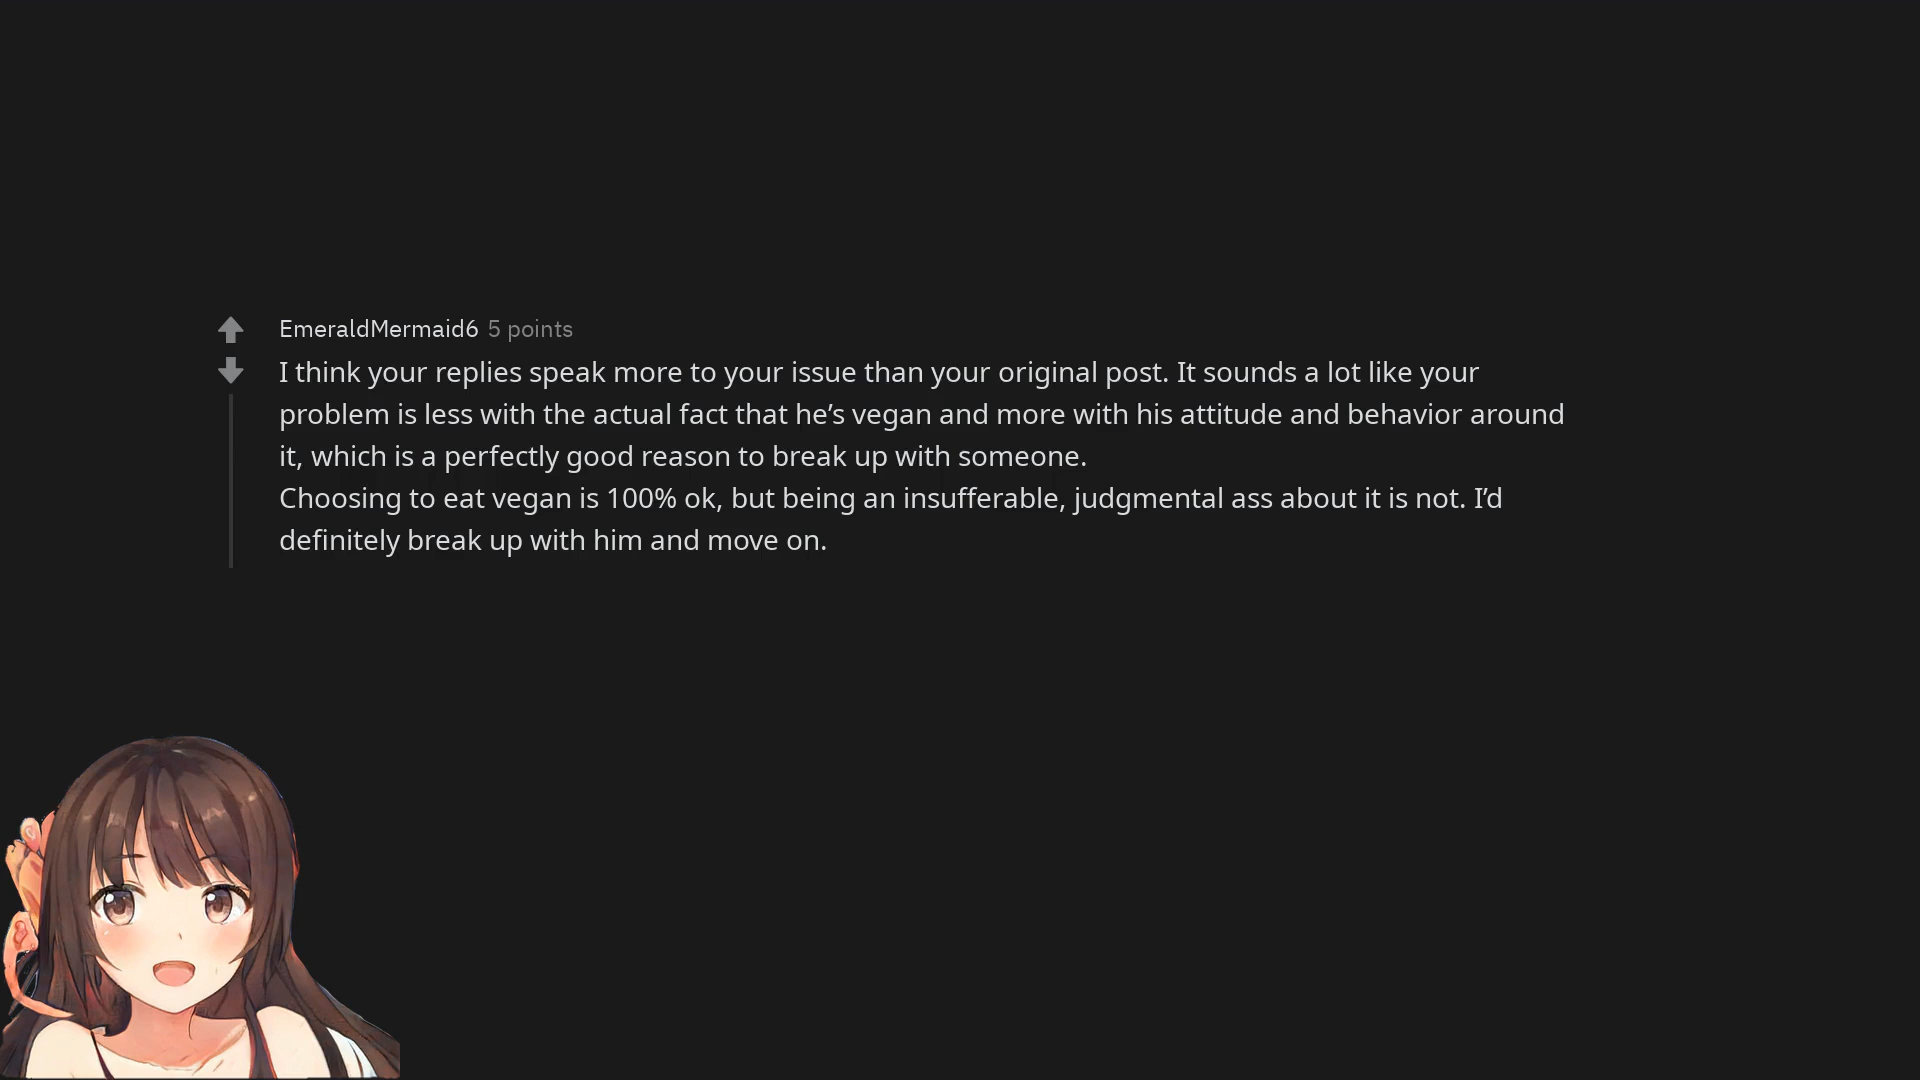 EmeraldMermaid6 5 points
I think your replies speak more to your issue than your original post. It sounds a lot like your
problem is less with the actual fact that he’s vegan and more with his attitude and behavior around
it, which is a perfectly good reason to break up with someone.
Choosing to eat vegan is 100% ok, but being an insufferable, judgmental ass about it is not. I’d
definitely break up with him and move on.